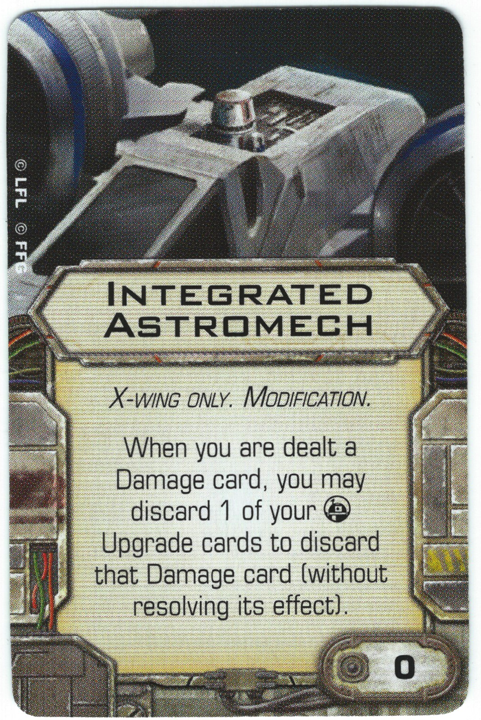 © LFL © FFG
INTEGRATED
ASTROMECH
X-WING ONLY. MODIFICATION.
When you are dealt a
Damage card, you may
discard 1 of your
Upgrade cards to discard
that Damage card (without
resolving its effect).
0